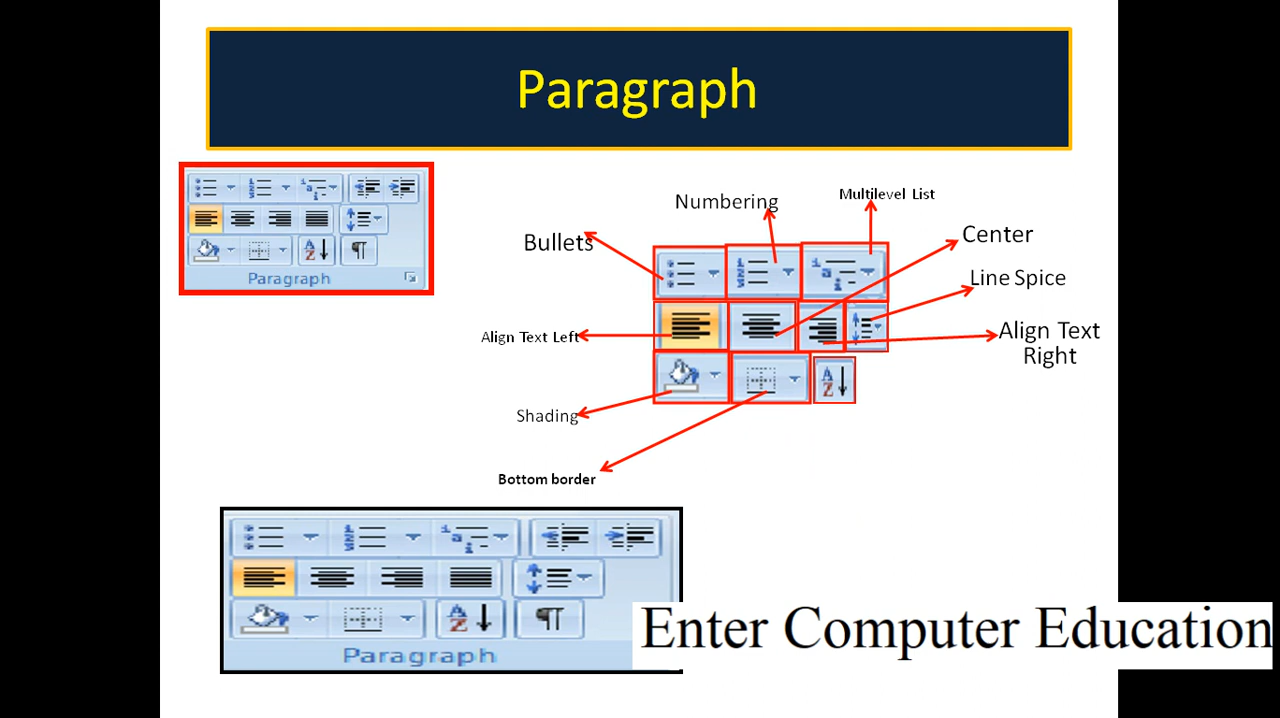 Paragraph
Paragraph
Numbering
Multilevel List
Bullets
Center
Line Spice
Align Text Left
Align Text
Right
Shading
Bottom border
Paragraph
Enter Computer Education